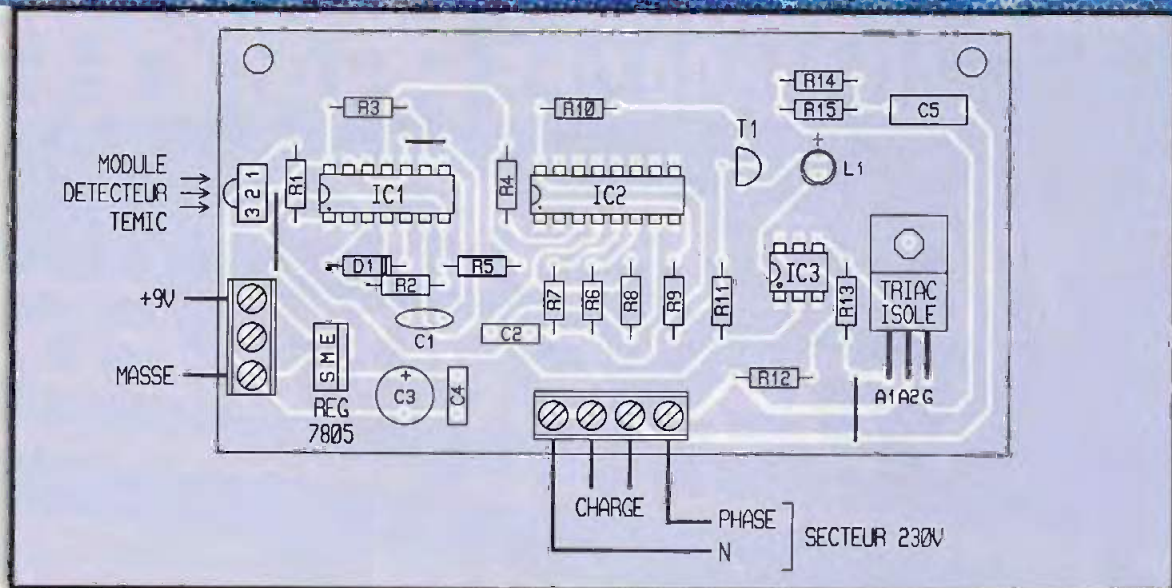 R14
R3
R10
R15
C5
T1
+
MODULE
DETECTEUR
TEMIC
3 2 1
R1
IC1
R4
IC2
L1
D1
R5
R2
IC3
R13
TRIAC
ISOLE
+9V
R7
R6
R8
R9
R11
C1
C2
S M E
+
C3
C4
R12
MASSE
A1 A2 G
REG
7805
CHARGE
PHASE
N
SECTEUR 230V